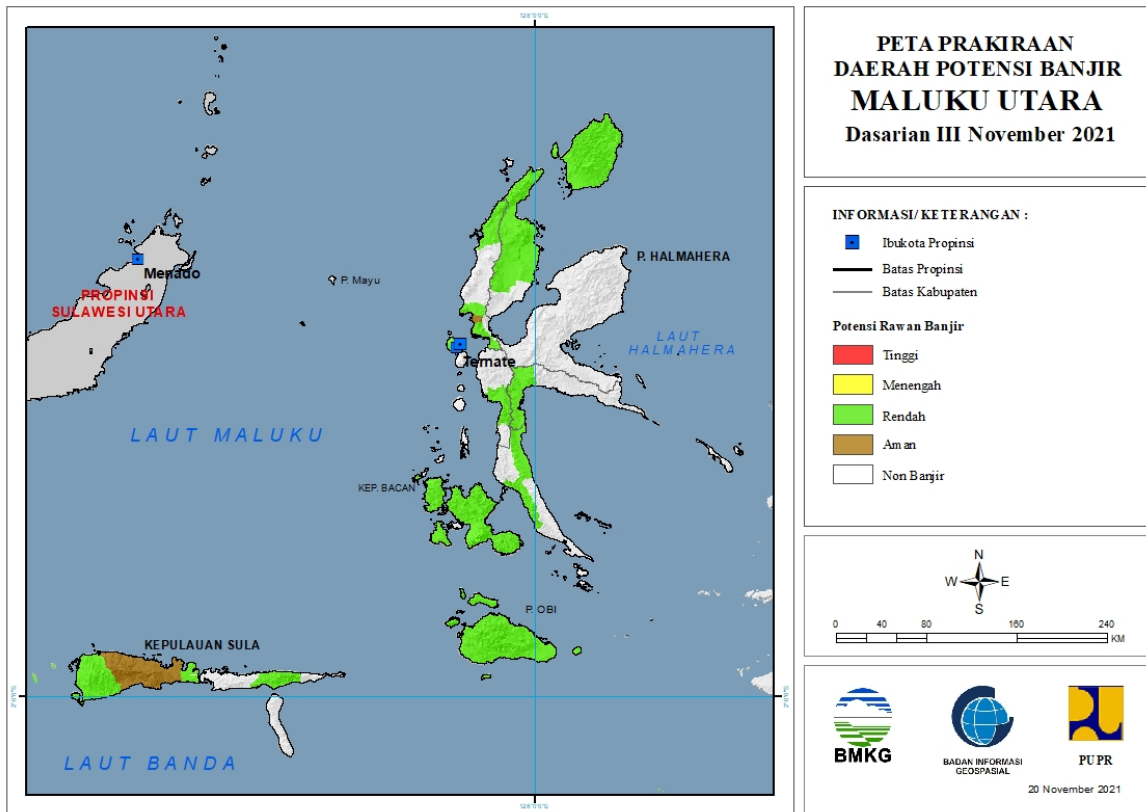 PETA PRAKIRAAN
DAERAH POTENSI BANJIR
MALUKU UTARA
Dasarian III November 2021
INFORMASI/ KETERANGAN :
Ibukota Propinsi
Batas Propinsi
Batas Kabupaten
Potensi Rawan Banjir
Tinggi
Menengah
Rendah
Aman
Non Banjir
N
W E
S
0 40 80 160 240
KM
BMKG
BADAN INFORMASI
GEOSPASIAL
PUPR
20 November 2021
Menado
PROPINSI
SULAWESI UTARA
P. Mayu
P. HALMAHERA
LAUT
HALMAHERA
Ternate
LAUT MALUKU
KEP. BACAN
P. OBI
KEPULAUAN SULA
LAUT BANDA